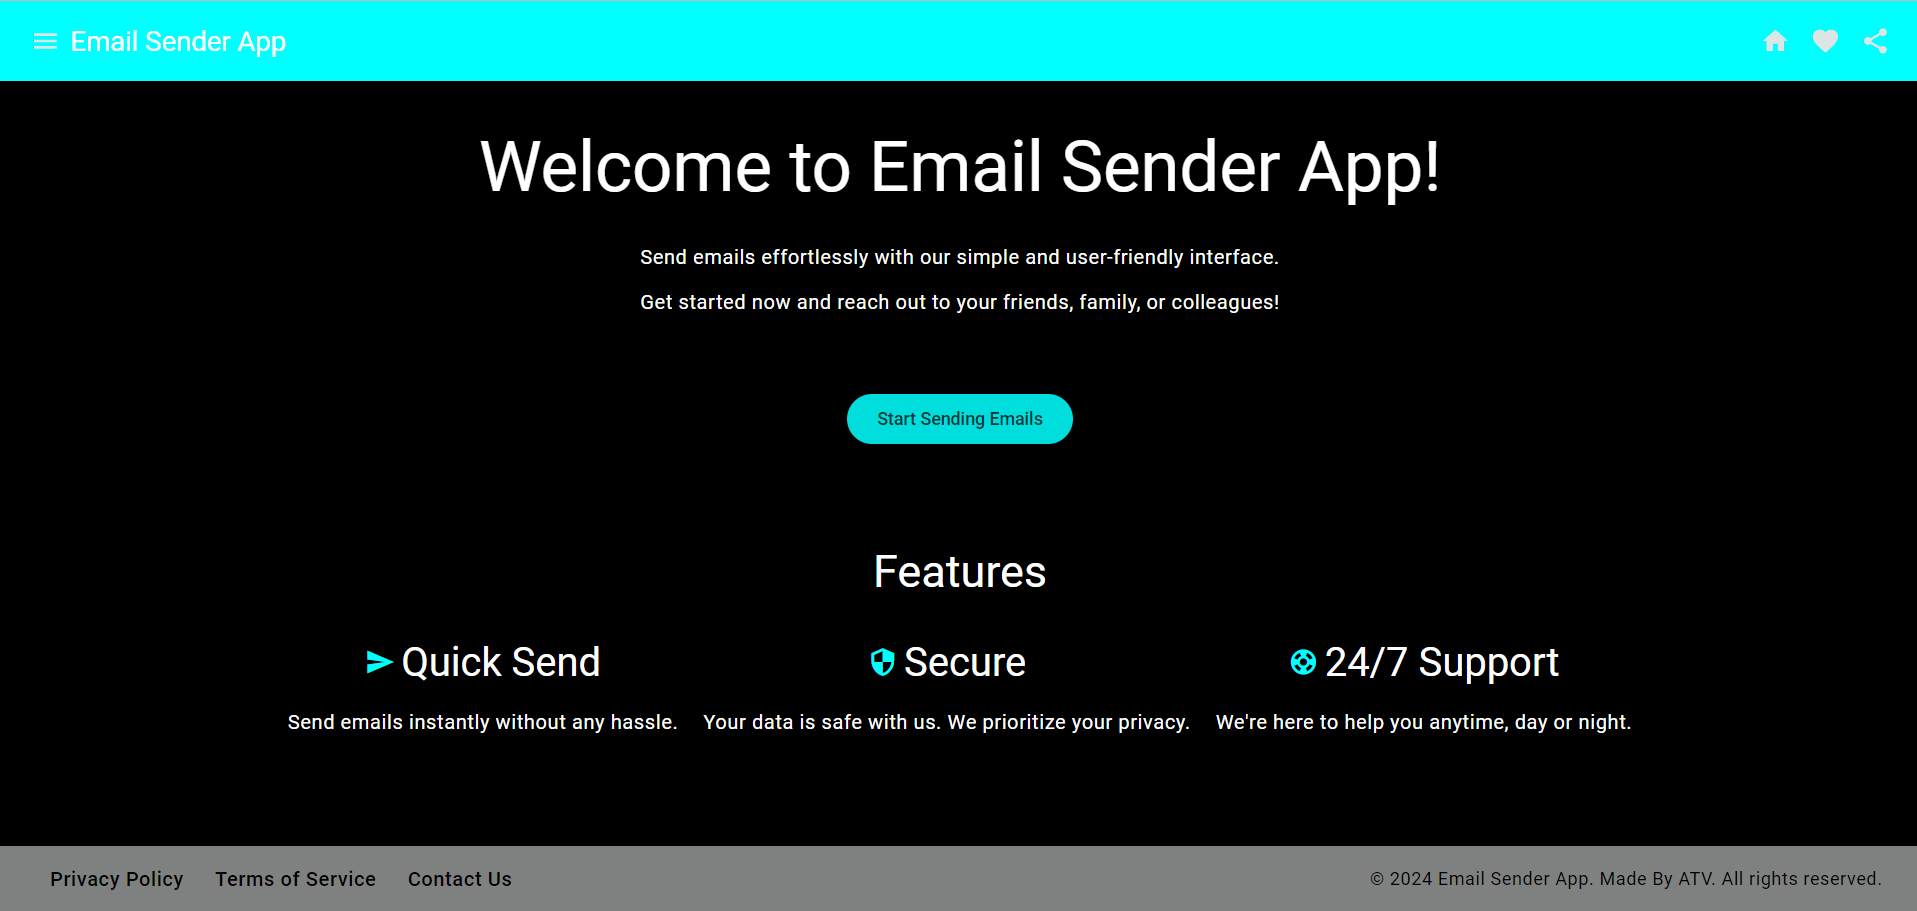 Email Sender App
Welcome to Email Sender App!
Send emails effortlessly with our simple and user-friendly interface.
Get started now and reach out to your friends, family, or colleagues!
Start Sending Emails
Features
Quick Send
Send emails instantly without any hassle.
Secure
Your data is safe with us. We prioritize your privacy.
24/7 Support
We're here to help you anytime, day or night.
Privacy Policy Terms of Service Contact Us
© 2024 Email Sender App. Made By ATV. All rights reserved.